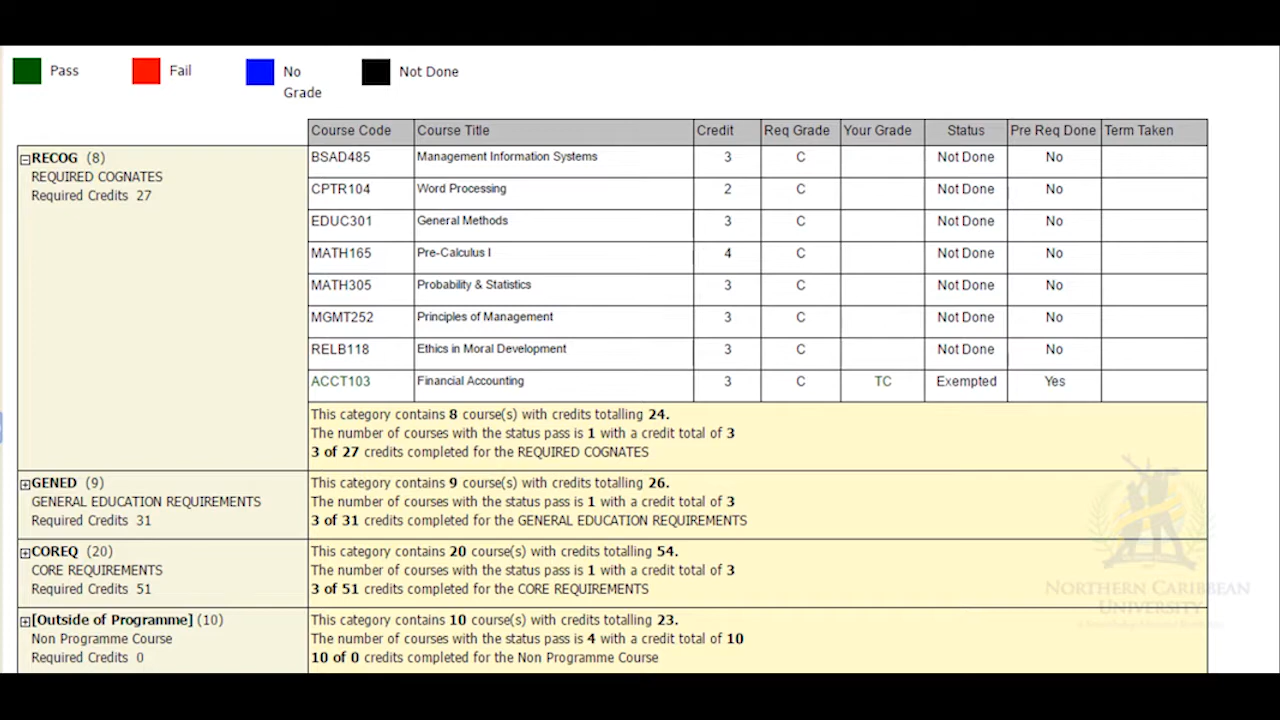 Pass
Fail
No
Grade
Not Done
Course Code Course Title Credit Req Grade Your Grade Status Pre Req Done Term Taken
RECOG (8)
REQUIRED COGNATES
Required Credits 27
BSAD485 Management Information Systems 3 C Not Done No
CPTR104 Word Processing 2 C Not Done No
EDUC301 General Methods 3 C Not Done No
MATH165 Pre-Calculus I 4 C Not Done No
MATH305 Probability & Statistics 3 C Not Done No
MGMT252 Principles of Management 3 C Not Done No
RELB118 Ethics in Moral Development 3 C Not Done No
ACCT103 Financial Accounting 3 C TC Exempted Yes
This category contains 8 course(s) with credits totalling 24.
The number of courses with the status pass is 1 with a credit total of 3
3 of 27 credits completed for the REQUIRED COGNATES
GENED (9)
GENERAL EDUCATION REQUIREMENTS
Required Credits 31
This category contains 9 course(s) with credits totalling 26.
The number of courses with the status pass is 1 with a credit total of 3
3 of 31 credits completed for the GENERAL EDUCATION REQUIREMENTS
COREQ (20)
CORE REQUIREMENTS
Required Credits 51
This category contains 20 course(s) with credits totalling 54.
The number of courses with the status pass is 1 with a credit total of 3
3 of 51 credits completed for the CORE REQUIREMENTS
[Outside of Programme] (10)
Non Programme Course
Required Credits 0
This category contains 10 course(s) with credits totalling 23.
The number of courses with the status pass is 4 with a credit total of 10
10 of 0 credits completed for the Non Programme Course
NORTHERN CARIBBEAN
UNIVERSITY